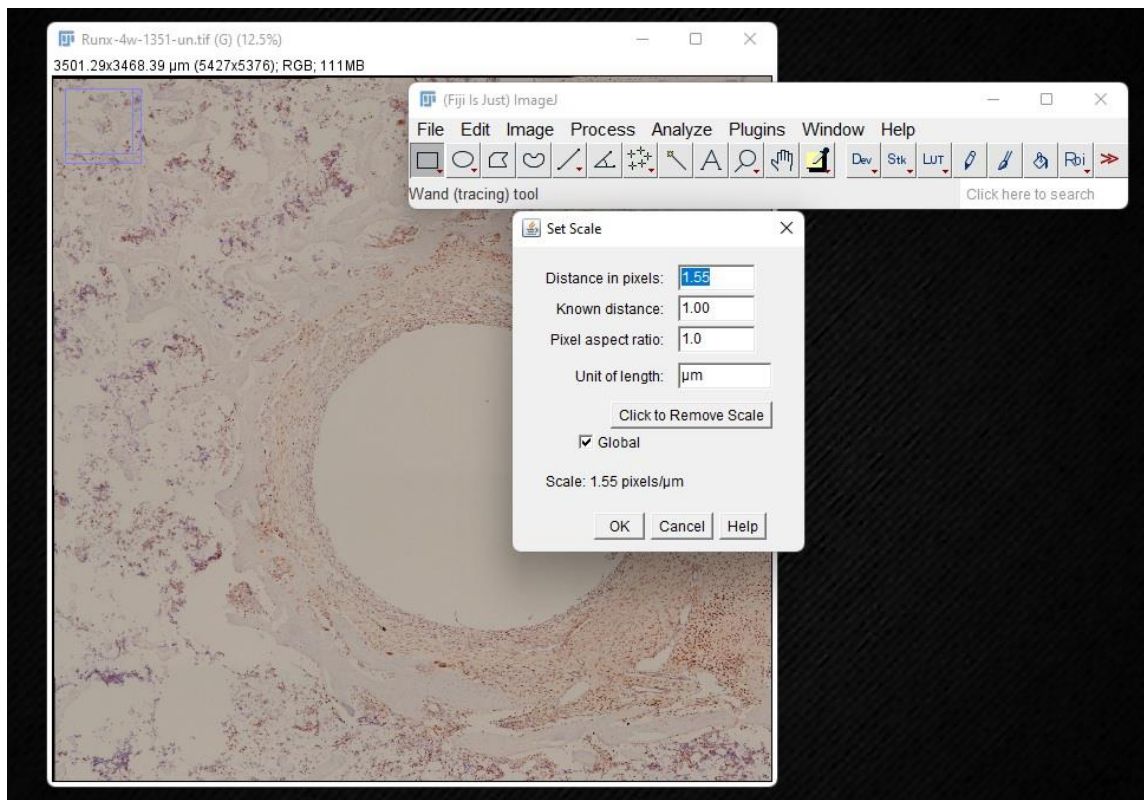 Runx-4w-1351-un.tif (G) (12.5%)
3501.29x3468.39 µm (5427x5376); RGB; 111MB
(Fiji Is Just) ImageJ
File Edit Image Process Analyze Plugins Window Help
A Dev Stk LUT Rbi >>
Wand (tracing) tool Click here to search
Set Scale
Distance in pixels: 1.55
Known distance: 1.00
Pixel aspect ratio: 1.0
Unit of length: µm
Click to Remove Scale
Global
Scale: 1.55 pixels/µm
OK Cancel Help